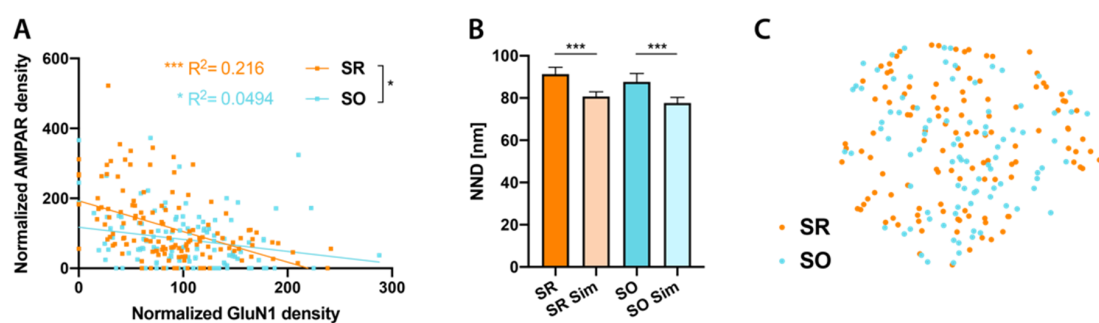 A
Normalized AMPAR density
600
400
200
0
*** R²= 0.216
* R²= 0.0494
SR
SO
*
0
100
200
300
Normalized GluN1 density
B
NND [nm]
100
80
60
40
20
0
***
***
SR
SR Sim
SO
SO Sim
C
SR
SO